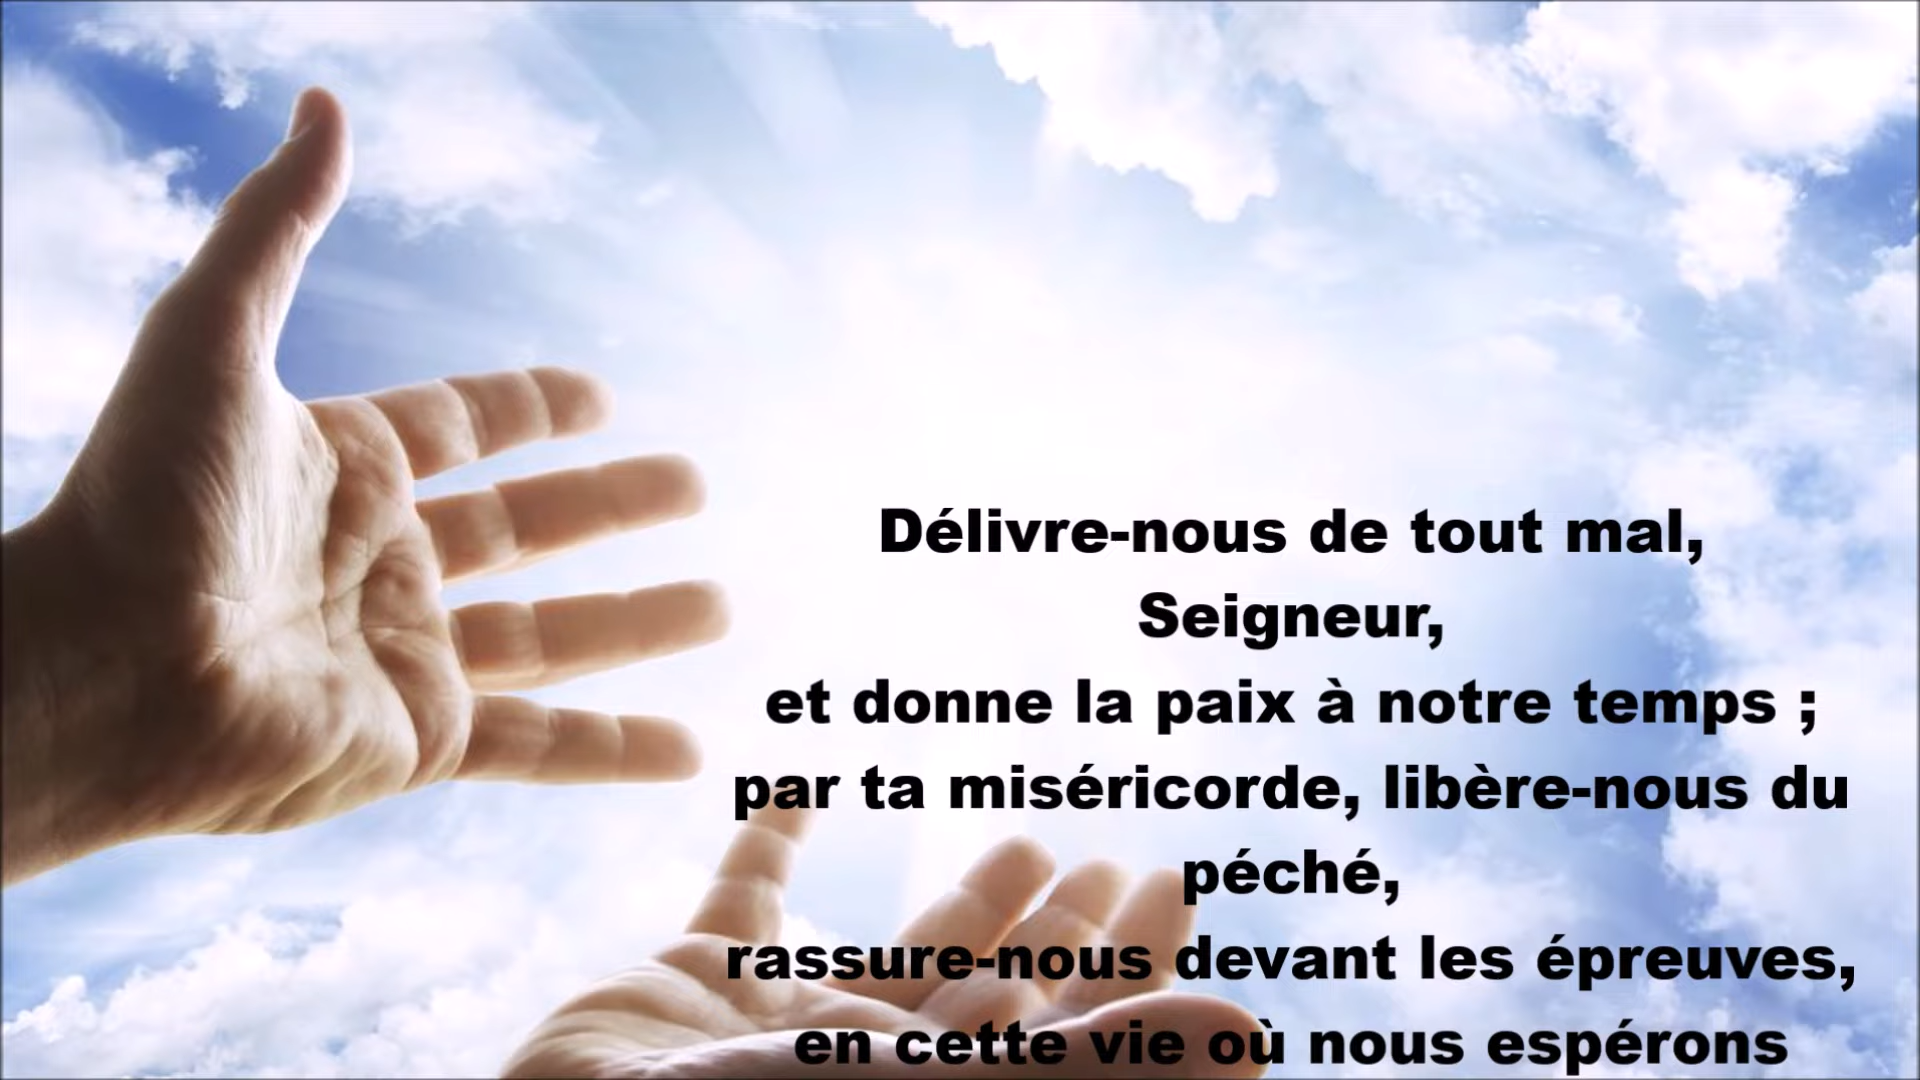 Délivre-nous de tout mal,
Seigneur,
et donne la paix à notre temps ;
par ta miséricorde, libère-nous du
péché,
rassure-nous devant les épreuves,
en cette vie où nous espérons